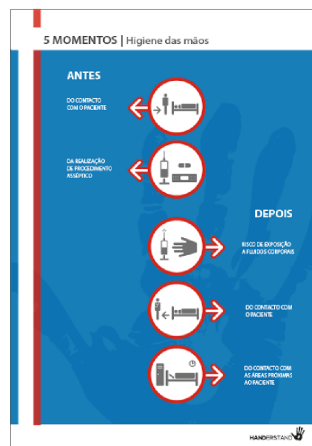 5 MOMENTOS | Higiene das mãos
ANTES
DO CONTACTO
COM O PACIENTE
DA REALIZAÇÃO
DE PROCEDIMENTO
ASSÉPTICO
DEPOIS
RISCO DE EXPOSIÇÃO
A FLUIDOS CORPORAIS
DO CONTACTO COM
O PACIENTE
DO CONTACTO COM
AS ÁREAS PRÓXIMAS
AO PACIENTE
HANDERSTAND